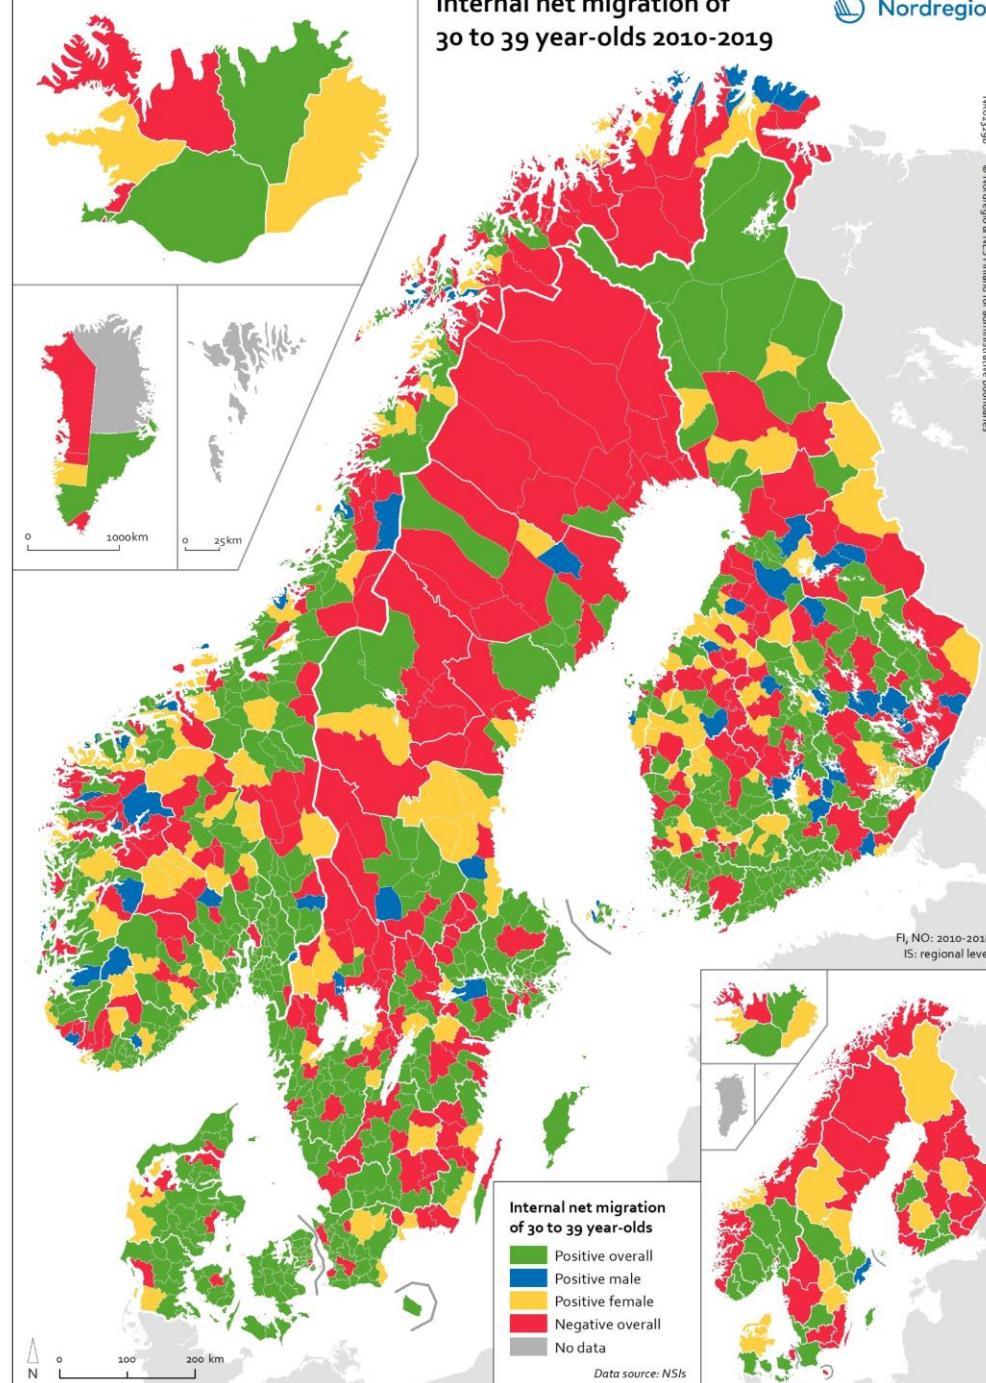 Internal net migration of
30 to 39 year-olds 2010-2019
Nordregio
0 1000km
0 25km
FI, NO: 2010-2018
IS: regional level
Internal net migration
of 30 to 39 year-olds
Positive overall
Positive male
Positive female
Negative overall
No data
Data source: NSIs
N
0 100 200 km